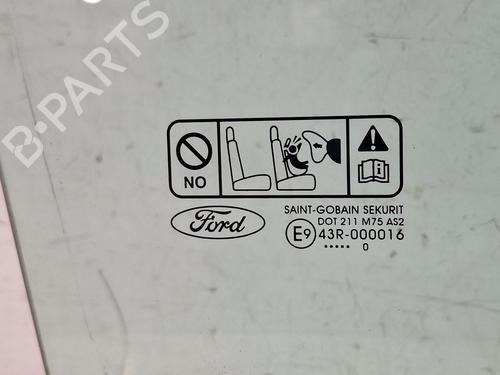 B-PARTS
NO
Ford
SAINT-GOBAIN SEKURIT
DOT 211 M75 AS2
E9 43R-000016
..... 0